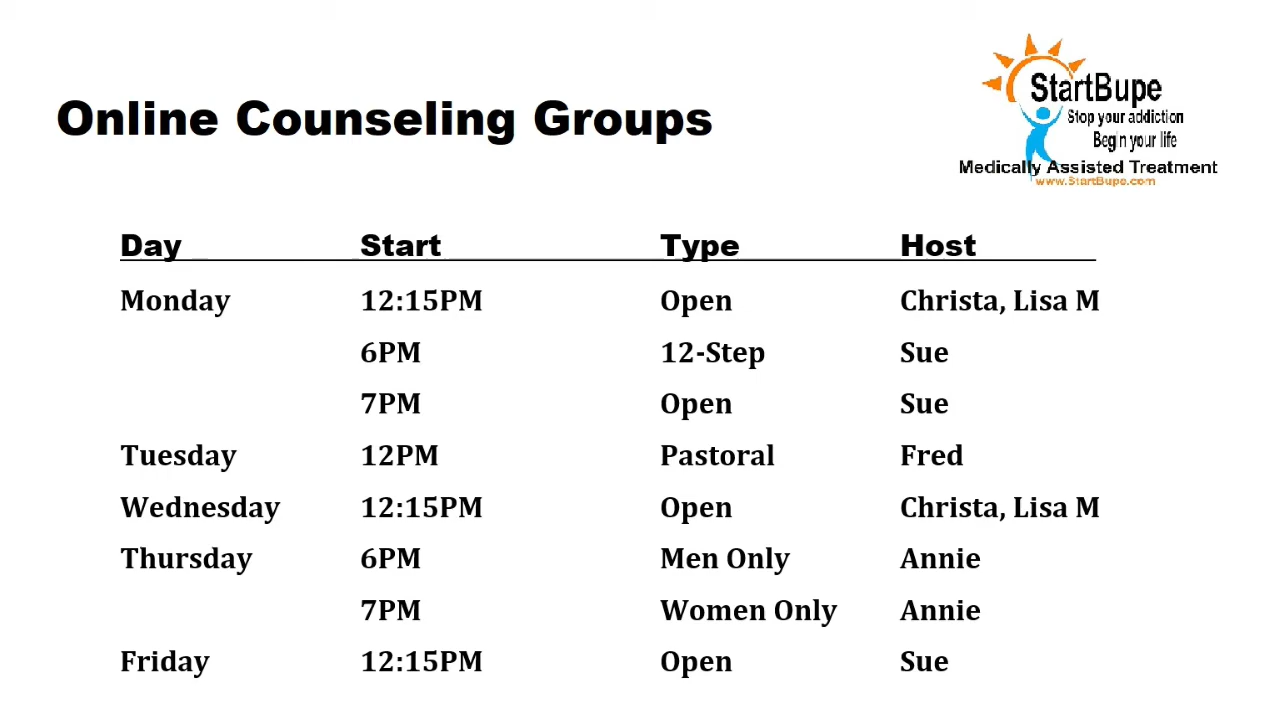 StartBupe
Stop your addiction
Begin your life
Medically Assisted Treatment
www.StartBupe.com
Online Counseling Groups
Day Start Type Host
Monday 12:15PM Open Christa, Lisa M
6PM 12-Step Sue
7PM Open Sue
Tuesday 12PM Pastoral Fred
Wednesday 12:15PM Open Christa, Lisa M
Thursday 6PM Men Only Annie
7PM Women Only Annie
Friday 12:15PM Open Sue